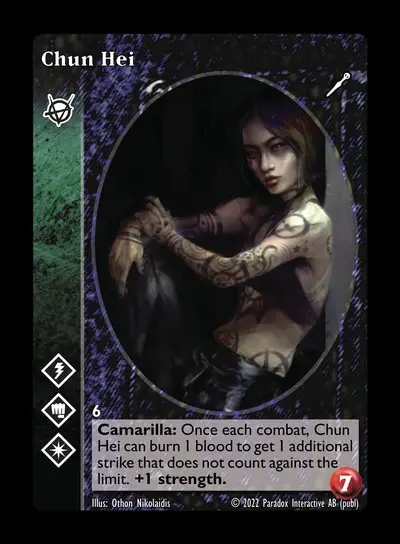 Chun Hei
6
Camarilla: Once each combat, Chun
Hei can burn 1 blood to get 1 additional
strike that does not count against the
limit. +1 strength.
7
Illus: Othon Nikolaidis © 2022 Paradox Interactive AB (publ)